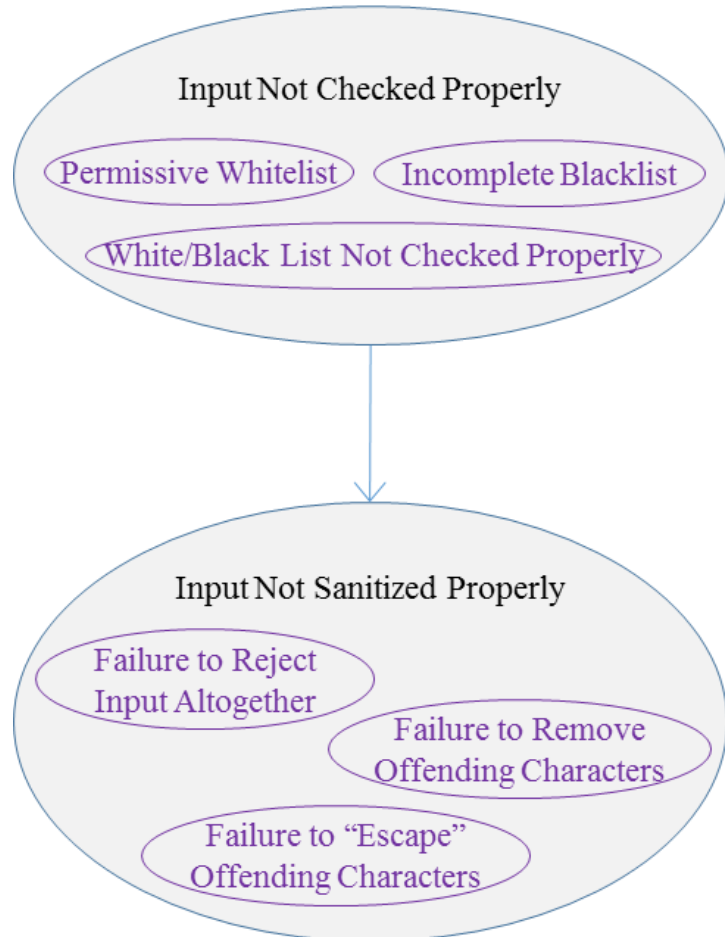 Input Not Checked Properly
Permissive Whitelist
Incomplete Blacklist
White/Black List Not Checked Properly
Input Not Sanitized Properly
Failure to Reject
Input Altogether
Failure to Remove
Offending Characters
Failure to “Escape”
Offending Characters